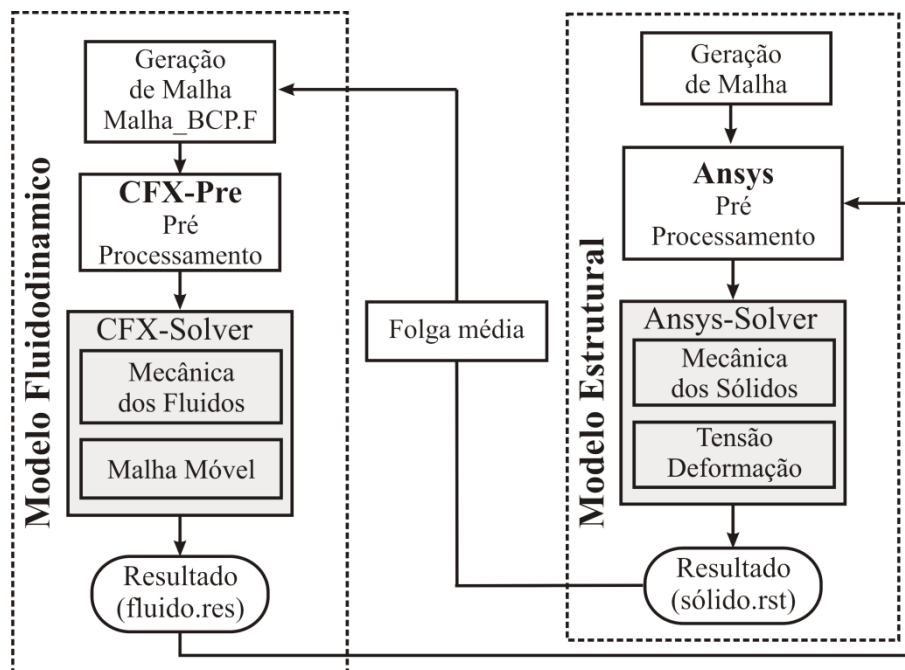 Modelo Fluidodinamico
Geração
de Malha
Malha_BCP.F
CFX-Pre
Pré
Processamento
CFX-Solver
Mecânica
dos Fluidos
Malha Móvel
Resultado
(fluido.res)
Folga média
Modelo Estrutural
Geração
de Malha
Ansys
Pré
Processamento
Ansys-Solver
Mecânica
dos Sólidos
Tensão
Deformação
Resultado
(sólido.rst)